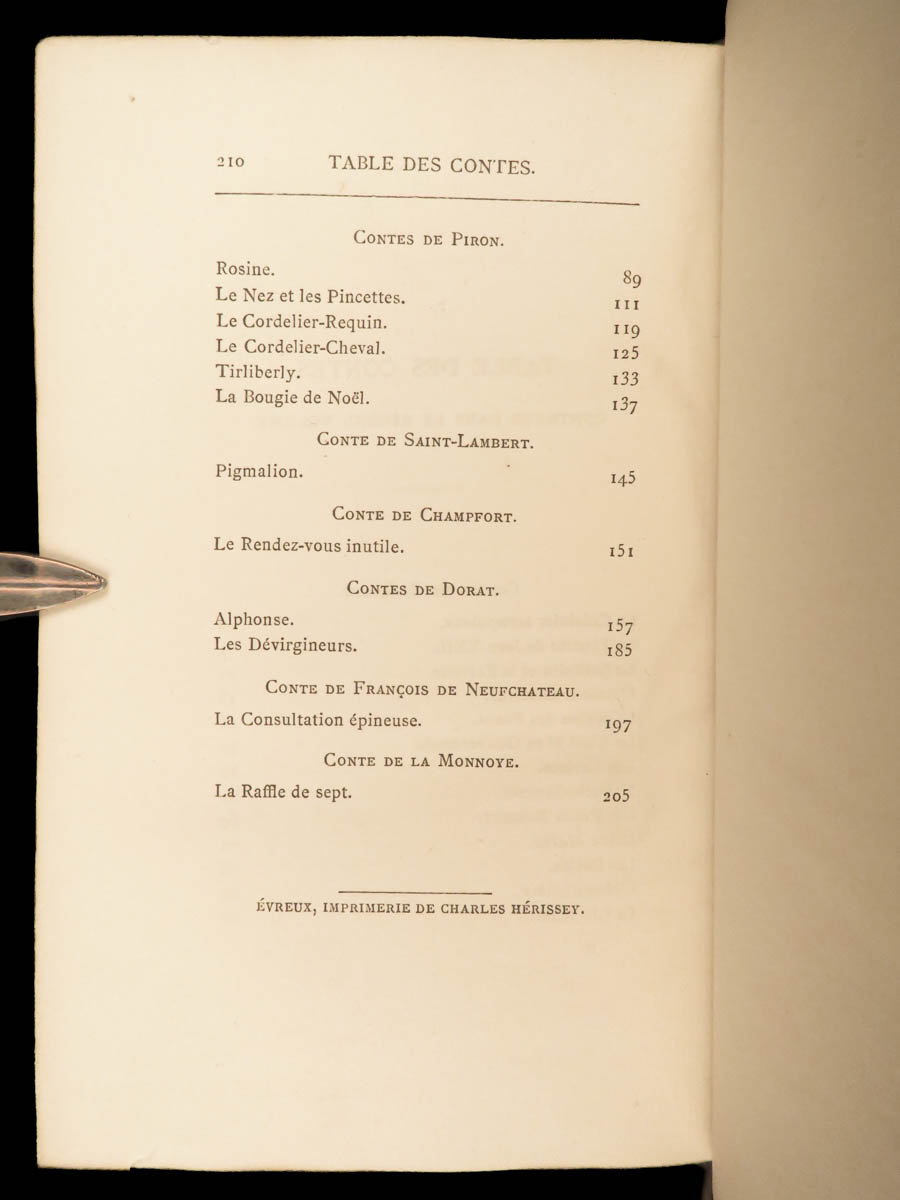 210 TABLE DES CONTES.
CONTES DE PIRON.
Rosine. 89
Le Nez et les Pincettes. 111
Le Cordelier-Requin. 119
Le Cordelier-Cheval. 125
Tirliberly. 133
La Bougie de Noël. 137
CONTE DE SAINT-LAMBERT.
Pigmalion. 145
CONTE DE CHAMPFORT.
Le Rendez-vous inutile. 151
CONTES DE DORAT.
Alphonse. 157
Les Dévirgineurs. 185
CONTE DE FRANÇOIS DE NEUFCHATEAU.
La Consultation épineuse. 197
CONTE DE LA MONNOYE.
La Raffle de sept. 205
ÉVREUX, IMPRIMERIE DE CHARLES HÉRISSEY.